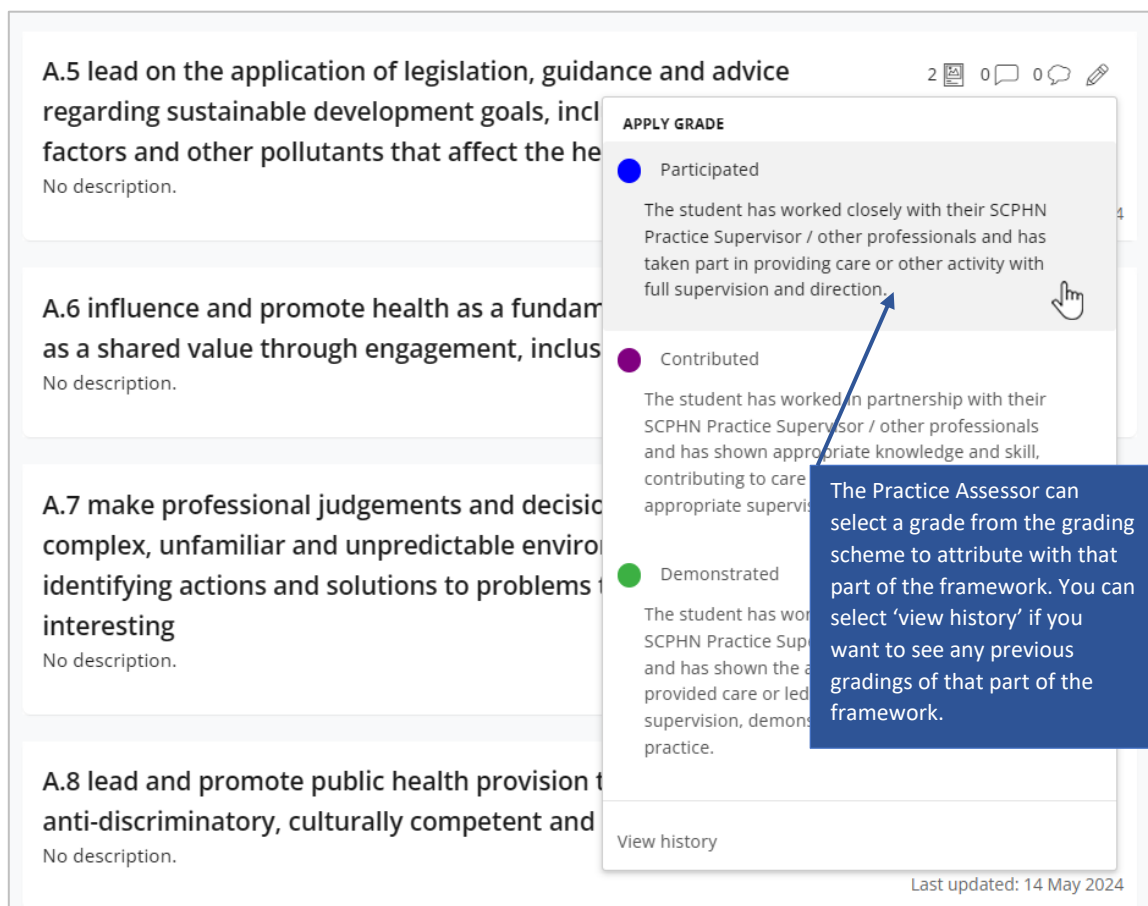 A.5 lead on the application of legislation, guidance and advice
2 0 0
regarding sustainable development goals, incl
factors and other pollutants that affect the he
No description.
4
A.6 influence and promote health as a fundam
as a shared value through engagement, inclus
No description.
A.7 make professional judgements and decisio
complex, unfamiliar and unpredictable enviro
identifying actions and solutions to problems t
interesting
No description.
A.8 lead and promote public health provision t
anti-discriminatory, culturally competent and
No description.
Last updated: 14 May 2024
APPLY GRADE
Participated
The student has worked closely with their SCPHN
Practice Supervisor / other professionals and has
taken part in providing care or other activity with
full supervision and direction.
Contributed
The student has worked in partnership with their
SCPHN Practice Supervisor / other professionals
and has shown appropriate knowledge and skill,
contributing to care
appropriate supervis
Demonstrated
The student has wor
SCPHN Practice Supe
and has shown the a
provided care or led
supervision, demons
practice.
View history
The Practice Assessor can
select a grade from the grading
scheme to attribute with that
part of the framework. You can
select ‘view history’ if you
want to see any previous
gradings of that part of the
framework.